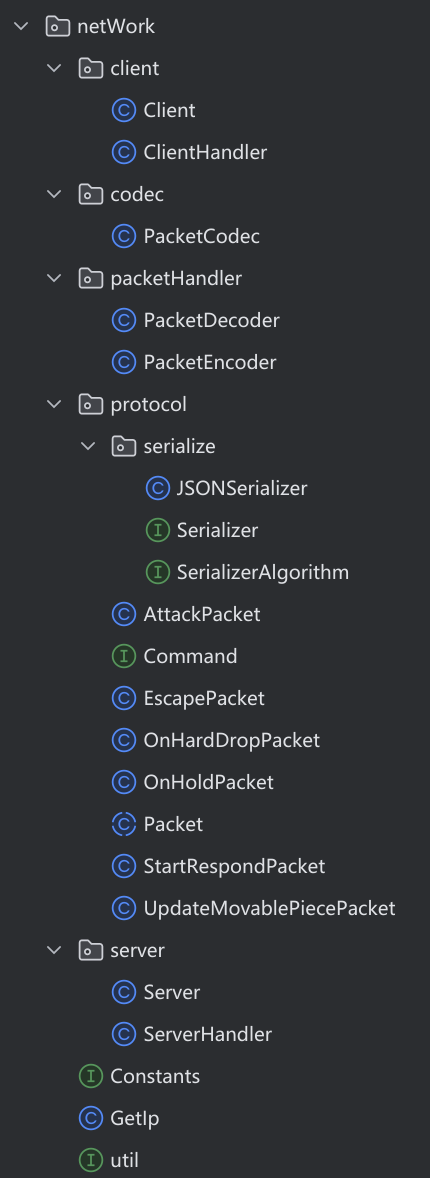 netWork
client
Client
ClientHandler
codec
PacketCodec
packetHandler
PacketDecoder
PacketEncoder
protocol
serialize
JSONSerializer
Serializer
SerializerAlgorithm
AttackPacket
Command
EscapePacket
OnHardDropPacket
OnHoldPacket
Packet
StartRespondPacket
UpdateMovablePiecePacket
server
Server
ServerHandler
Constants
GetIp
util